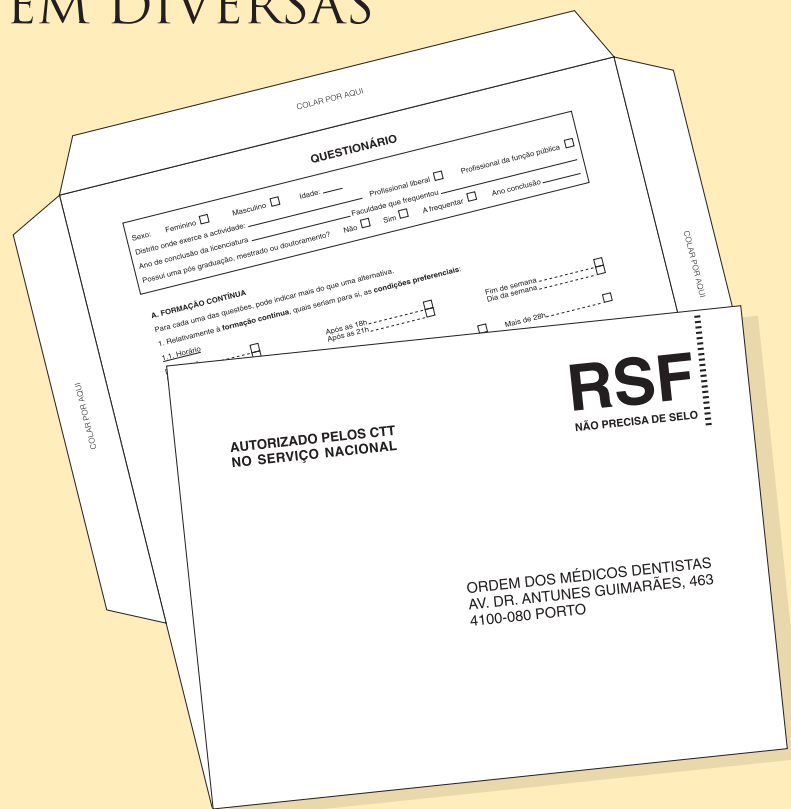 EM DIVERSAS
COLAR POR AQUI
QUESTIONÁRIO
Sexo: Feminino Masculino Idade: Profissional liberal Profissional da função pública
Distrito onde exerce a actividade:
Ano de conclusão da licenciatura Faculdade que frequentou
Possui uma pós graduação, mestrado ou doutoramento? Não Sim A frequentar Ano conclusão
A. FORMAÇÃO CONTÍNUA
Para cada uma das questões, pode indicar mais do que uma alternativa.
1. Relativamente à formação contínua, quais seriam para si, as condições preferenciais:
1.1. Horário
Após as 18h
Após as 21h
Fim de semana
Dia da semana
Mais de 28h
COLAR POR AQUI
COLAR POR AQUI
RSF
NÃO PRECISA DE SELO
AUTORIZADO PELOS CTT
NO SERVIÇO NACIONAL
ORDEM DOS MÉDICOS DENTISTAS
AV. DR. ANTUNES GUIMARÃES, 463
4100-080 PORTO